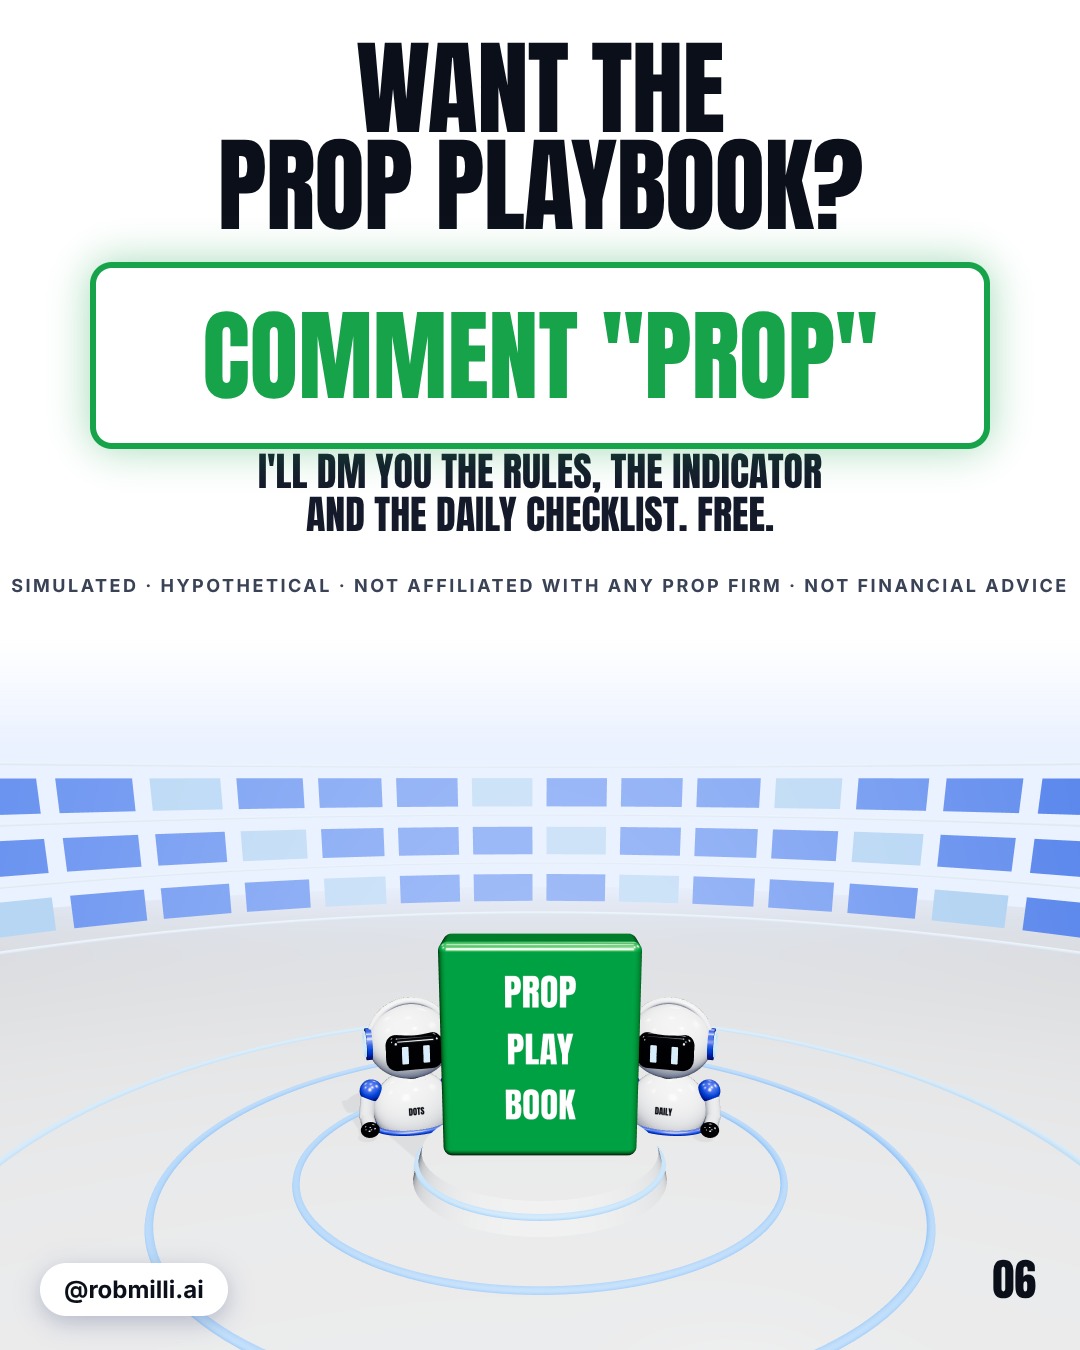 WANT THE
PROP PLAYBOOK?
COMMENT "PROP"
I'LL DM YOU THE RULES, THE INDICATOR
AND THE DAILY CHECKLIST. FREE.
SIMULATED · HYPOTHETICAL · NOT AFFILIATED WITH ANY PROP FIRM · NOT FINANCIAL ADVICE
PROP
PLAY
BOOK
DOTS
DAILY
@robmilli.ai
06